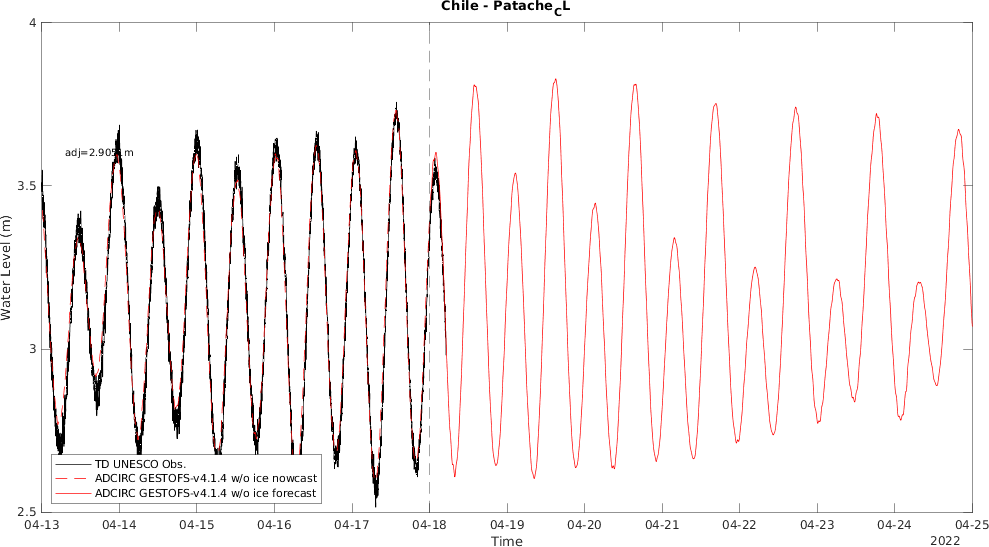 Chile - Patache_CL
4
3.5
3
2.5
Water Level (m)
adj=2.9051m
TD UNESCO Obs.
ADCIRC GESTOFS-v4.1.4 w/o ice nowcast
ADCIRC GESTOFS-v4.1.4 w/o ice forecast
04-13 04-14 04-15 04-16 04-17 04-18 04-19 04-20 04-21 04-22 04-23 04-24 04-25
Time
2022